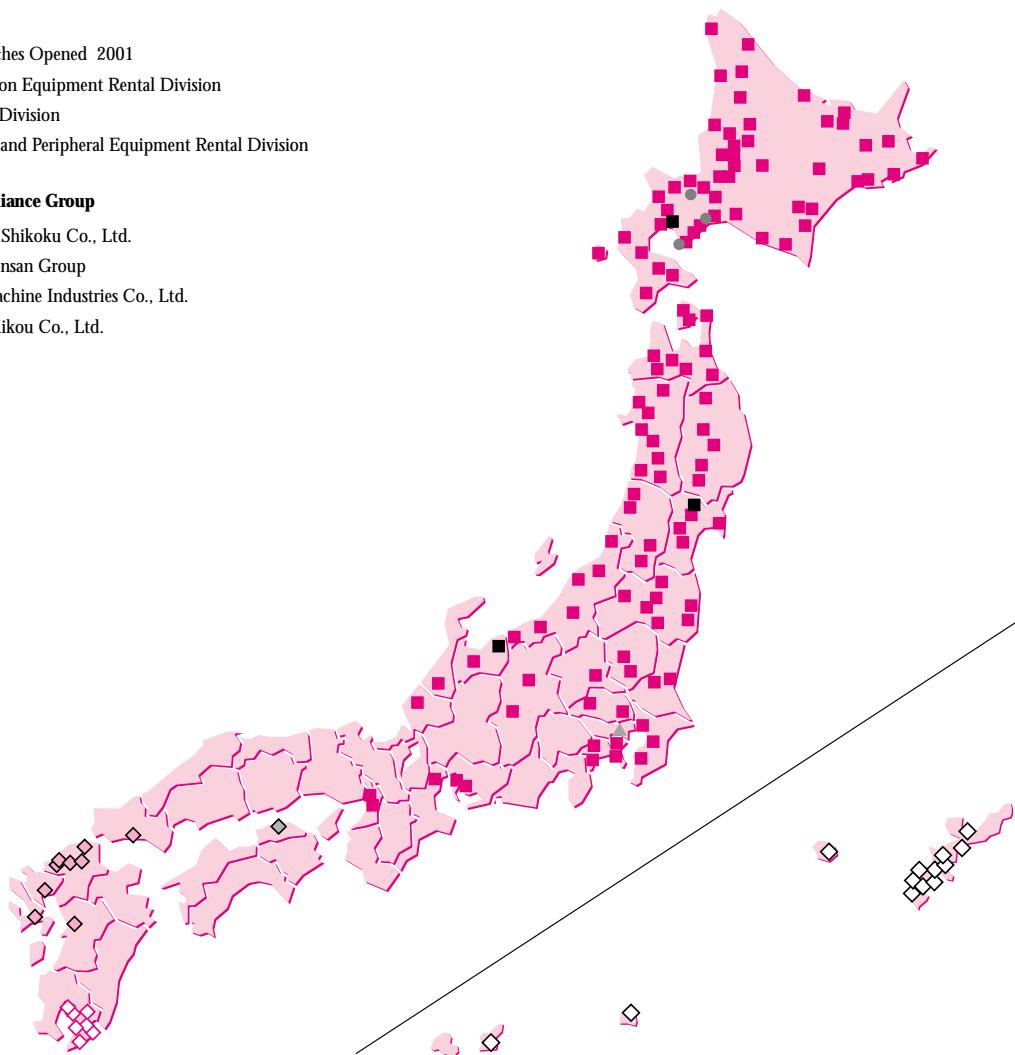 ches Opened 2001
on Equipment Rental Division
Division
and Peripheral Equipment Rental Division
iance Group
Shikoku Co., Ltd.
nsan Group
achine Industries Co., Ltd.
ikou Co., Ltd.